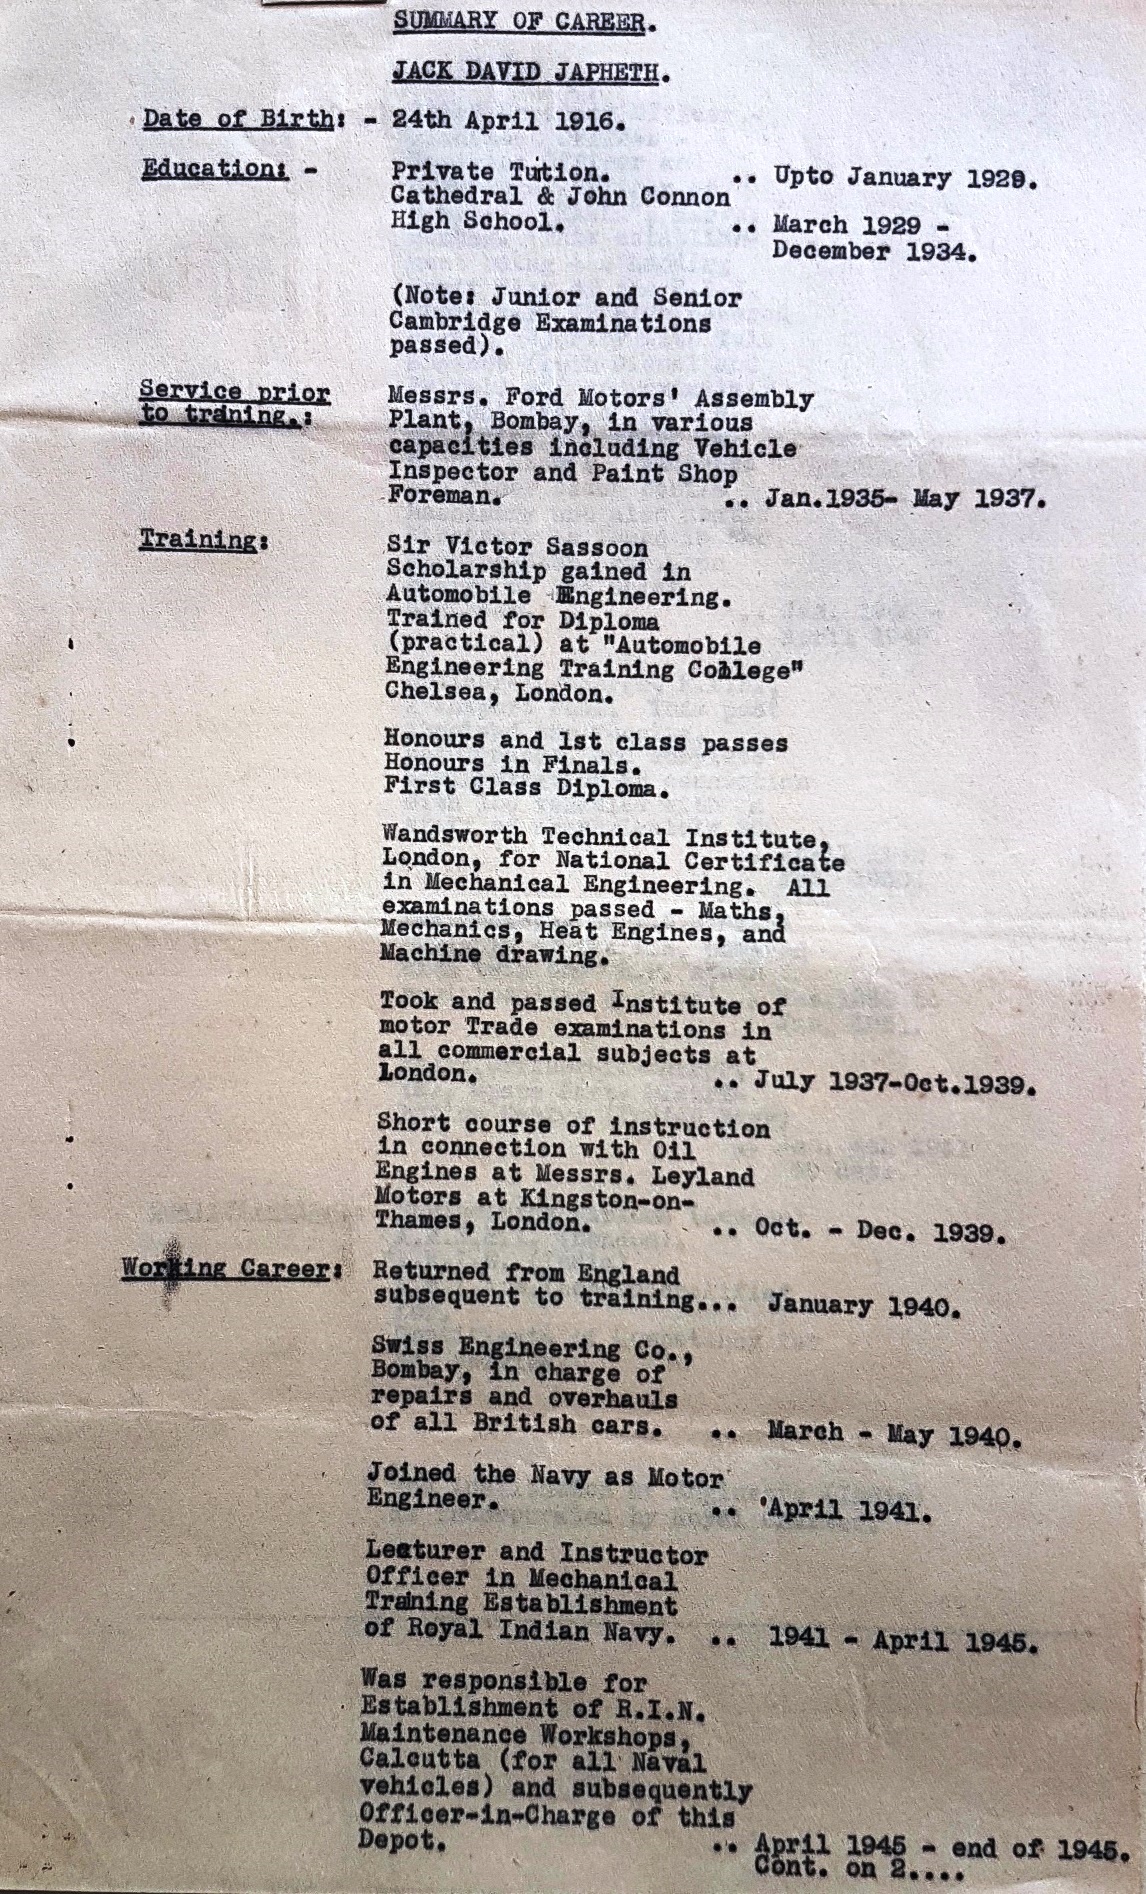 SUMMARY OF CAREER.
JACK DAVID JAPHETH.
Date of Birth: - 24th April 1916.
Education: - Private Tuition. .. Upto January 1929.
Cathedral & John Connon
High School. .. March 1929 -
December 1934.
(Note: Junior and Senior
Cambridge Examinations
passed).
Service prior Messrs. Ford Motors' Assembly
to traning.: Plant, Bombay, in various
capacities including Vehicle
Inspector and Paint Shop
Foreman. .. Jan.1935- May 1937.
Training: Sir Victor Sassoon
Scholarship gained in
Automobile Engineering.
Trained for Diploma
(practical) at "Automobile
Engineering Training College"
Chelsea, London.
Honours and 1st class passes
Honours in Finals.
First Class Diploma.
Wandsworth Technical Institute,
London, for National Certificate
in Mechanical Engineering. All
examinations passed - Maths,
Mechanics, Heat Engines, and
Machine drawing.
Took and passed Institute of
motor Trade examinations in
all commercial subjects at
London. .. July 1937-Oct.1939.
Short course of instruction
in connection with Oil
Engines at Messrs. Leyland
Motors at Kingston-on-
Thames, London. .. Oct. - Dec. 1939.
Working Career: Returned from England
subsequent to training... January 1940.
Swiss Engineering Co.,
Bombay, in charge of
repairs and overhauls
of all British cars. .. March - May 1940.
Joined the Navy as Motor
Engineer. .. April 1941.
Lecturer and Instructor
Officer in Mechanical
Training Establishment
of Royal Indian Navy. .. 1941 - April 1945.
Was responsible for
Establishment of R.I.N.
Maintenance Workshops,
Calcutta (for all Naval
vehicles) and subsequently
Officer-in-Charge of this
Depot. .. April 1945 - end of 1945.
Cont. on 2....